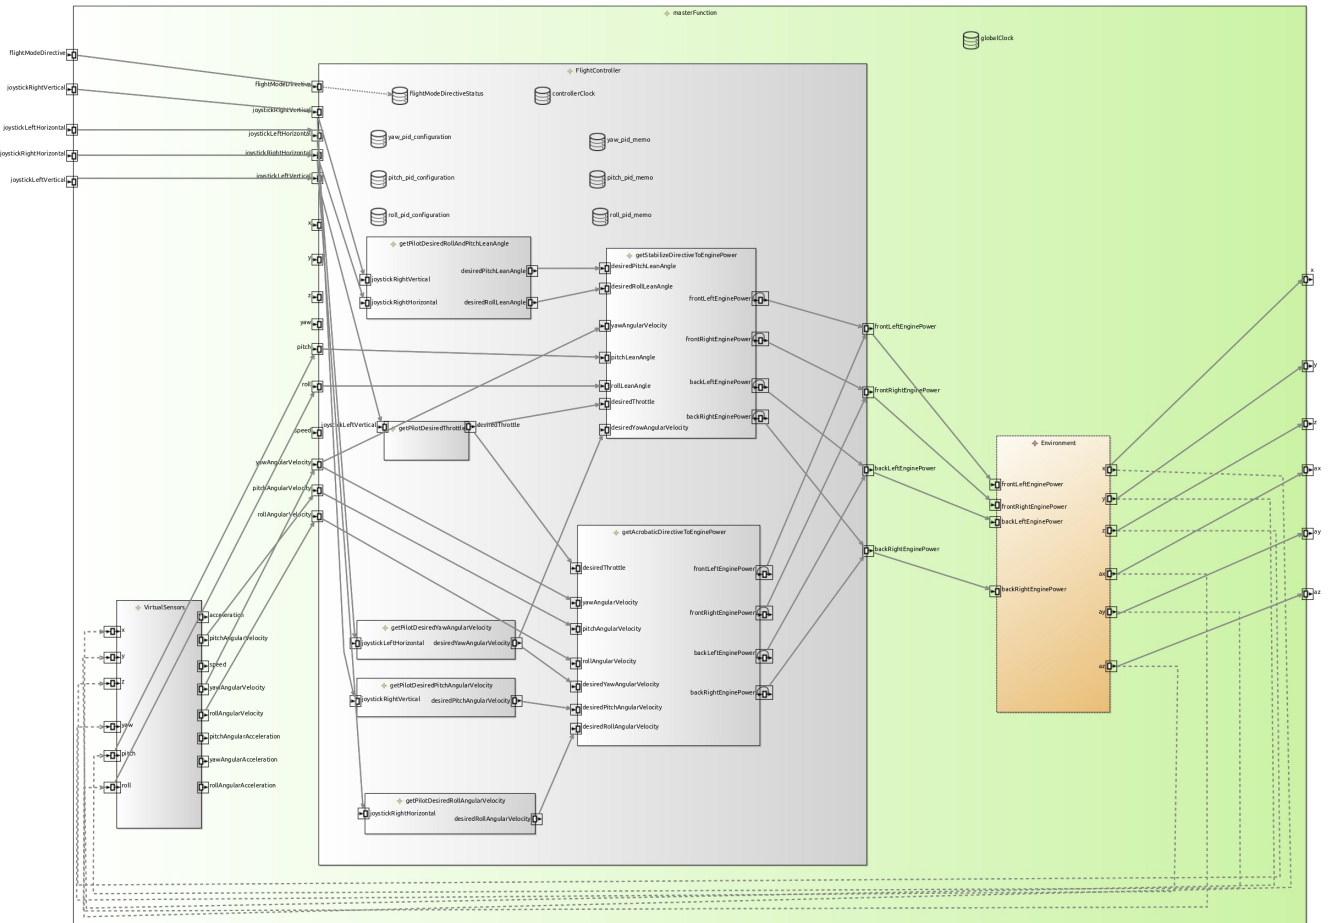 masterFunction
globalClock
flightModeDirective
joystickRightVertical
joystickLeftHorizontal
joystickRightHorizontal
joystickLeftVertical
FlightController
flightModeDirective
joystickRightVertical
joystickLeftHorizontal
joystickRightHorizontal
joystickLeftVertical
x
y
z
yaw
pitch
roll
speed
yawAngularVelocity
pitchAngularVelocity
rollAngularVelocity
flightModeDirectiveStatus
controllerClock
yaw_pid_configuration
yaw_pid_memo
pitch_pid_configuration
pitch_pid_memo
roll_pid_configuration
roll_pid_memo
getPilotDesiredRollAndPitchLeanAngle
joystickRightVertical
joystickRightHorizontal
desiredPitchLeanAngle
desiredRollLeanAngle
getStabilizeDirectiveToEnginePower
desiredPitchLeanAngle
desiredRollLeanAngle
yawAngularVelocity
pitchLeanAngle
rollLeanAngle
desiredThrottle
desiredYawAngularVelocity
frontLeftEnginePower
frontRightEnginePower
backLeftEnginePower
backRightEnginePower
joystickLeftVertical
getPilotDesiredThrottle
desiredThrottle
getAcrobaticDirectiveToEnginePower
desiredThrottle
yawAngularVelocity
pitchAngularVelocity
rollAngularVelocity
desiredYawAngularVelocity
desiredPitchAngularVelocity
desiredRollAngularVelocity
frontLeftEnginePower
frontRightEnginePower
backLeftEnginePower
backRightEnginePower
getPilotDesiredYawAngularVelocity
joystickLeftHorizontal
desiredYawAngularVelocity
getPilotDesiredPitchAngularVelocity
joystickRightVertical
desiredPitchAngularVelocity
getPilotDesiredRollAngularVelocity
joystickRightHorizontal
desiredRollAngularVelocity
frontLeftEnginePower
frontRightEnginePower
backLeftEnginePower
backRightEnginePower
VirtualSensors
x
y
z
yaw
pitch
roll
acceleration
pitchAngularVelocity
speed
yawAngularVelocity
rollAngularVelocity
pitchAngularAcceleration
yawAngularAcceleration
rollAngularAcceleration
Environment
frontLeftEnginePower
frontRightEnginePower
backLeftEnginePower
backRightEnginePower
x
y
z
ax
ay
az
x
y
z
ax
ay
az